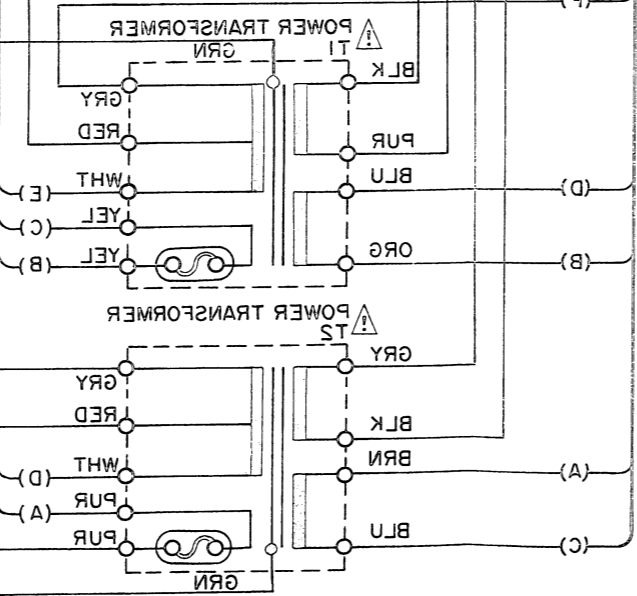 (F)
POWER TRANSFORMER
T1
GRN
BLK
GRY
RED
PUR
WHT
BLU
(E)
(D)
YEL
(C)
YEL
ORG
(B)
(B)
POWER TRANSFORMER
T2
GRY
GRY
RED
BLK
WHT
BRN
(D)
(A)
PUR
(A)
PUR
BLU
(C)
GRN